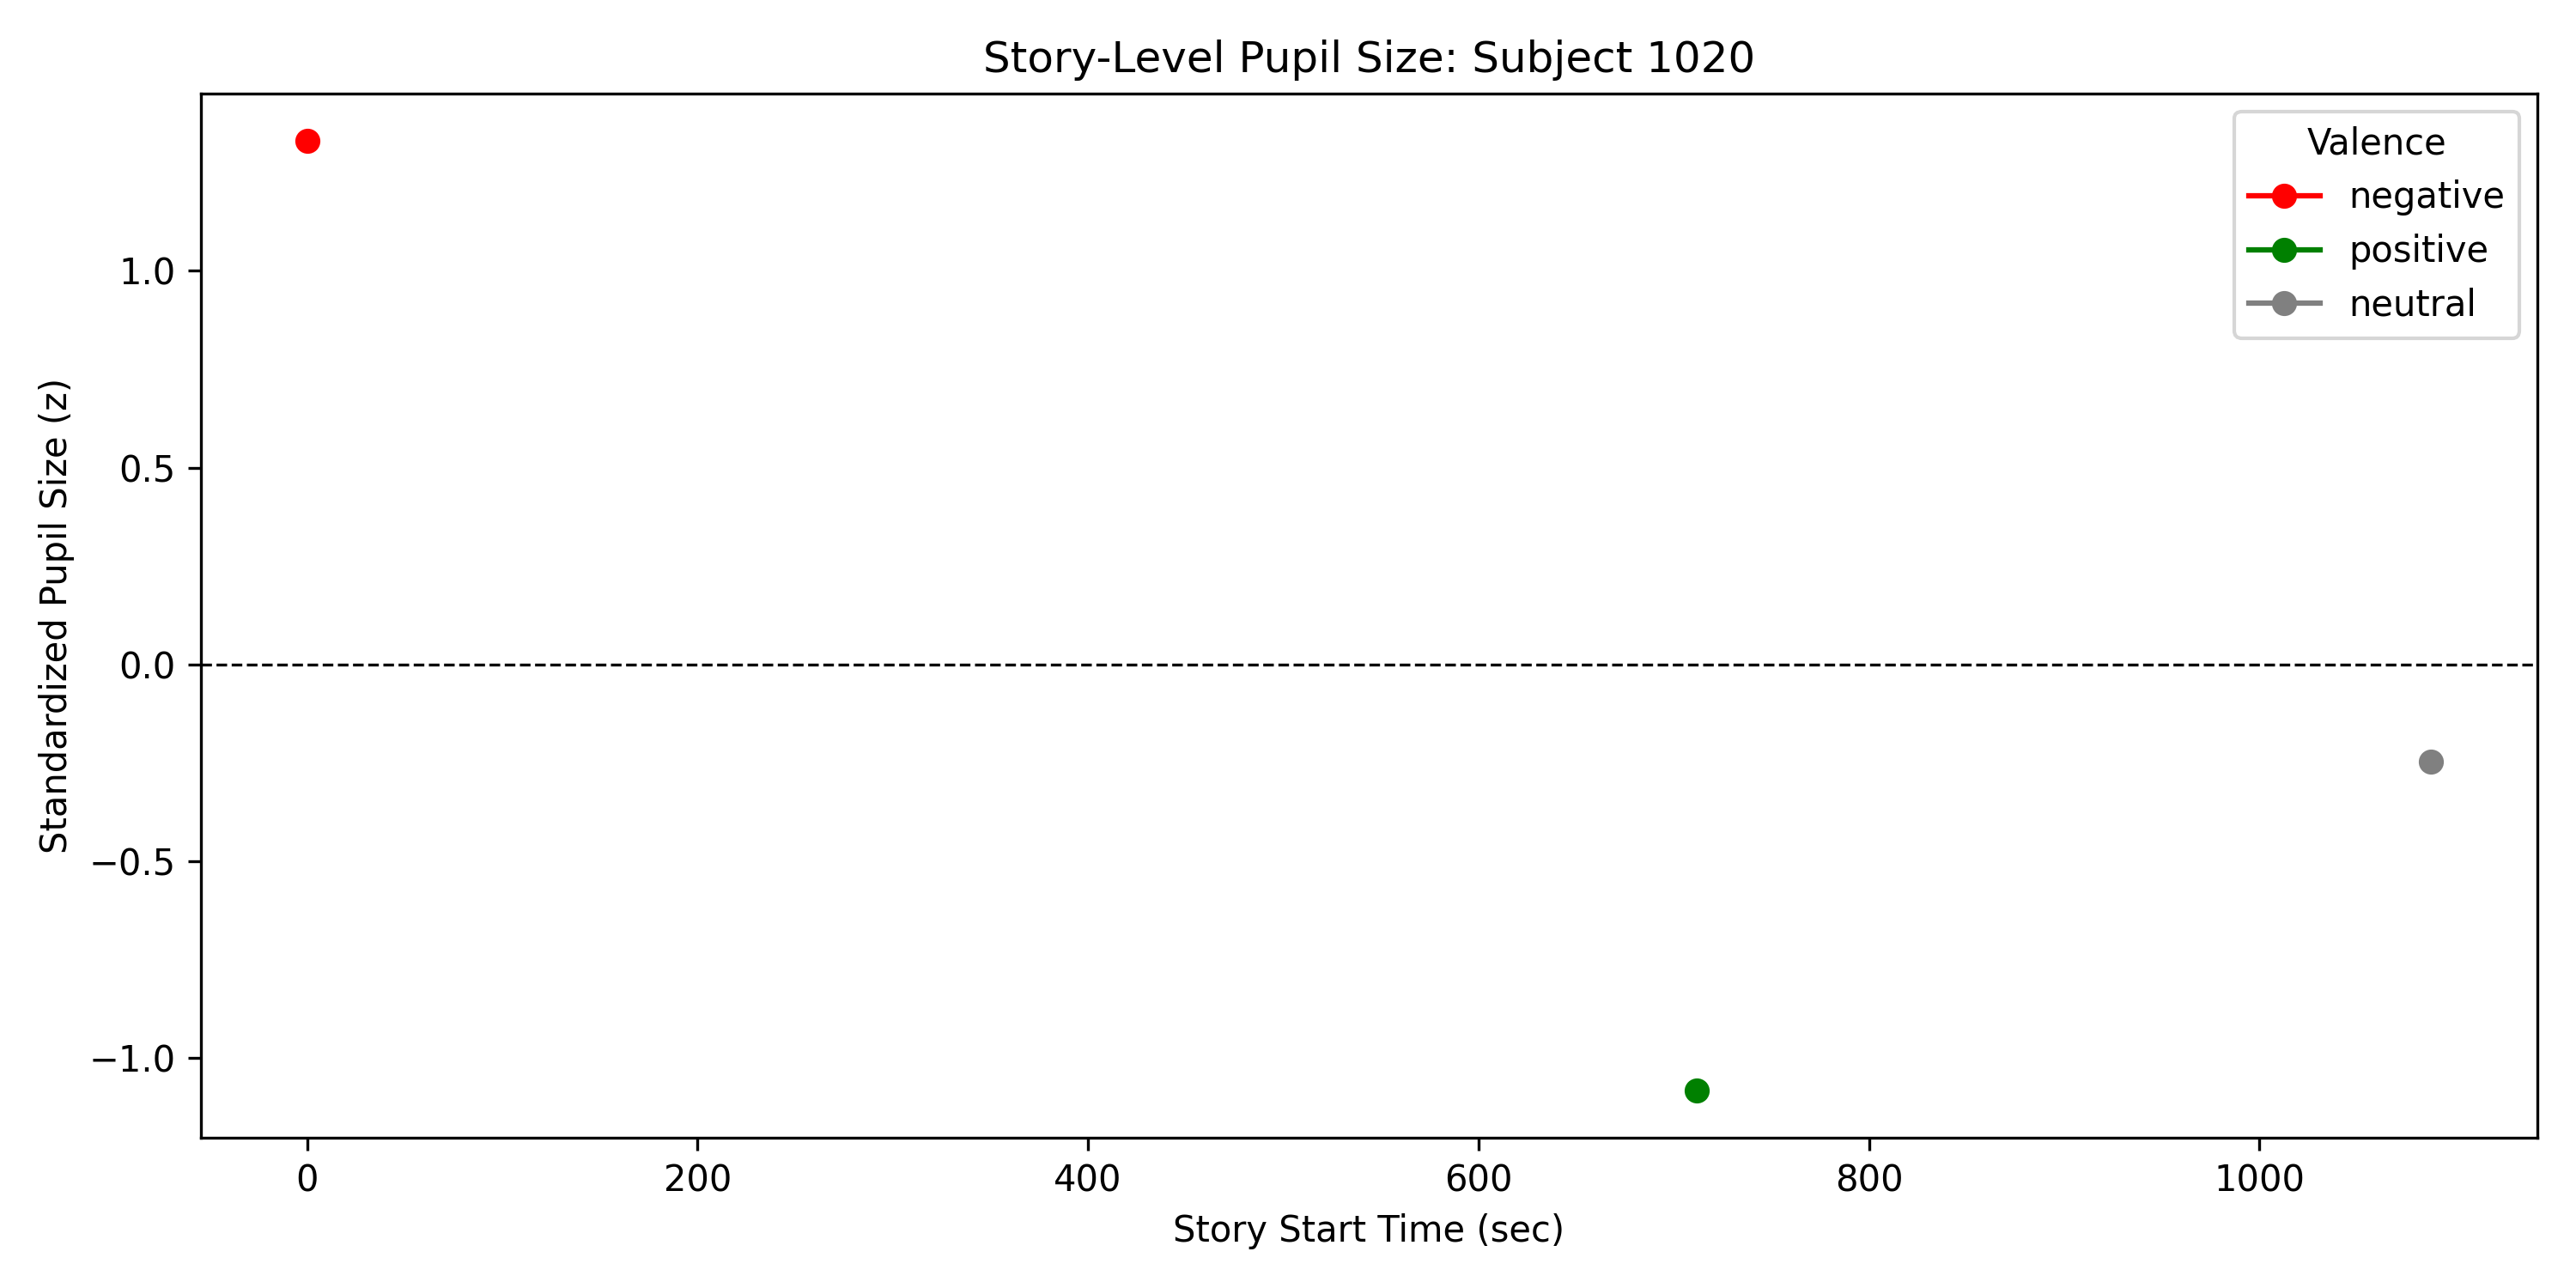 Story-Level Pupil Size: Subject 1020
Valence
negative
positive
neutral
Standardized Pupil Size (z)
1.0
0.5
0.0
−0.5
−1.0
0 200 400 600 800 1000
Story Start Time (sec)